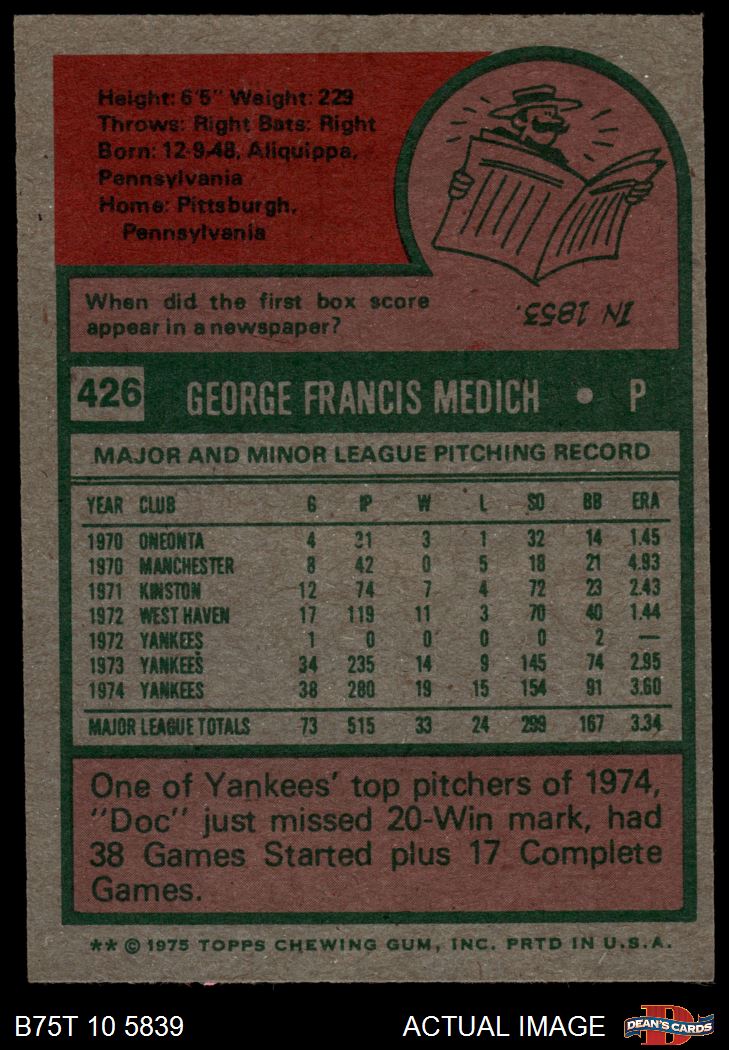 Height: 6'5" Weight: 229
Throws: Right Bats: Right
Born: 12-9-48, Aliquippa,
Pennsylvania
Home: Pittsburgh,
Pennsylvania
When did the first box score
appear in a newspaper?
IN 1853.
426 GEORGE FRANCIS MEDICH • P
MAJOR AND MINOR LEAGUE PITCHING RECORD
YEAR CLUB G IP W L SO BB ERA
1970 ONEONTA 4 31 3 1 32 14 1.45
1970 MANCHESTER 8 42 0 5 18 21 4.93
1971 KINSTON 12 74 7 4 72 23 2.43
1972 WEST HAVEN 17 119 11 3 70 40 1.44
1972 YANKEES 1 0 0 0 0 2 —
1973 YANKEES 34 235 14 9 145 74 2.95
1974 YANKEES 38 280 19 15 154 91 3.60
MAJOR LEAGUE TOTALS 73 515 33 24 299 167 3.34
One of Yankees' top pitchers of 1974,
"Doc" just missed 20-Win mark, had
38 Games Started plus 17 Complete
Games.
** © 1975 TOPPS CHEWING GUM, INC. PRTD IN U.S.A.
B75T 10 5839 ACTUAL IMAGE DEAN'S CARDS